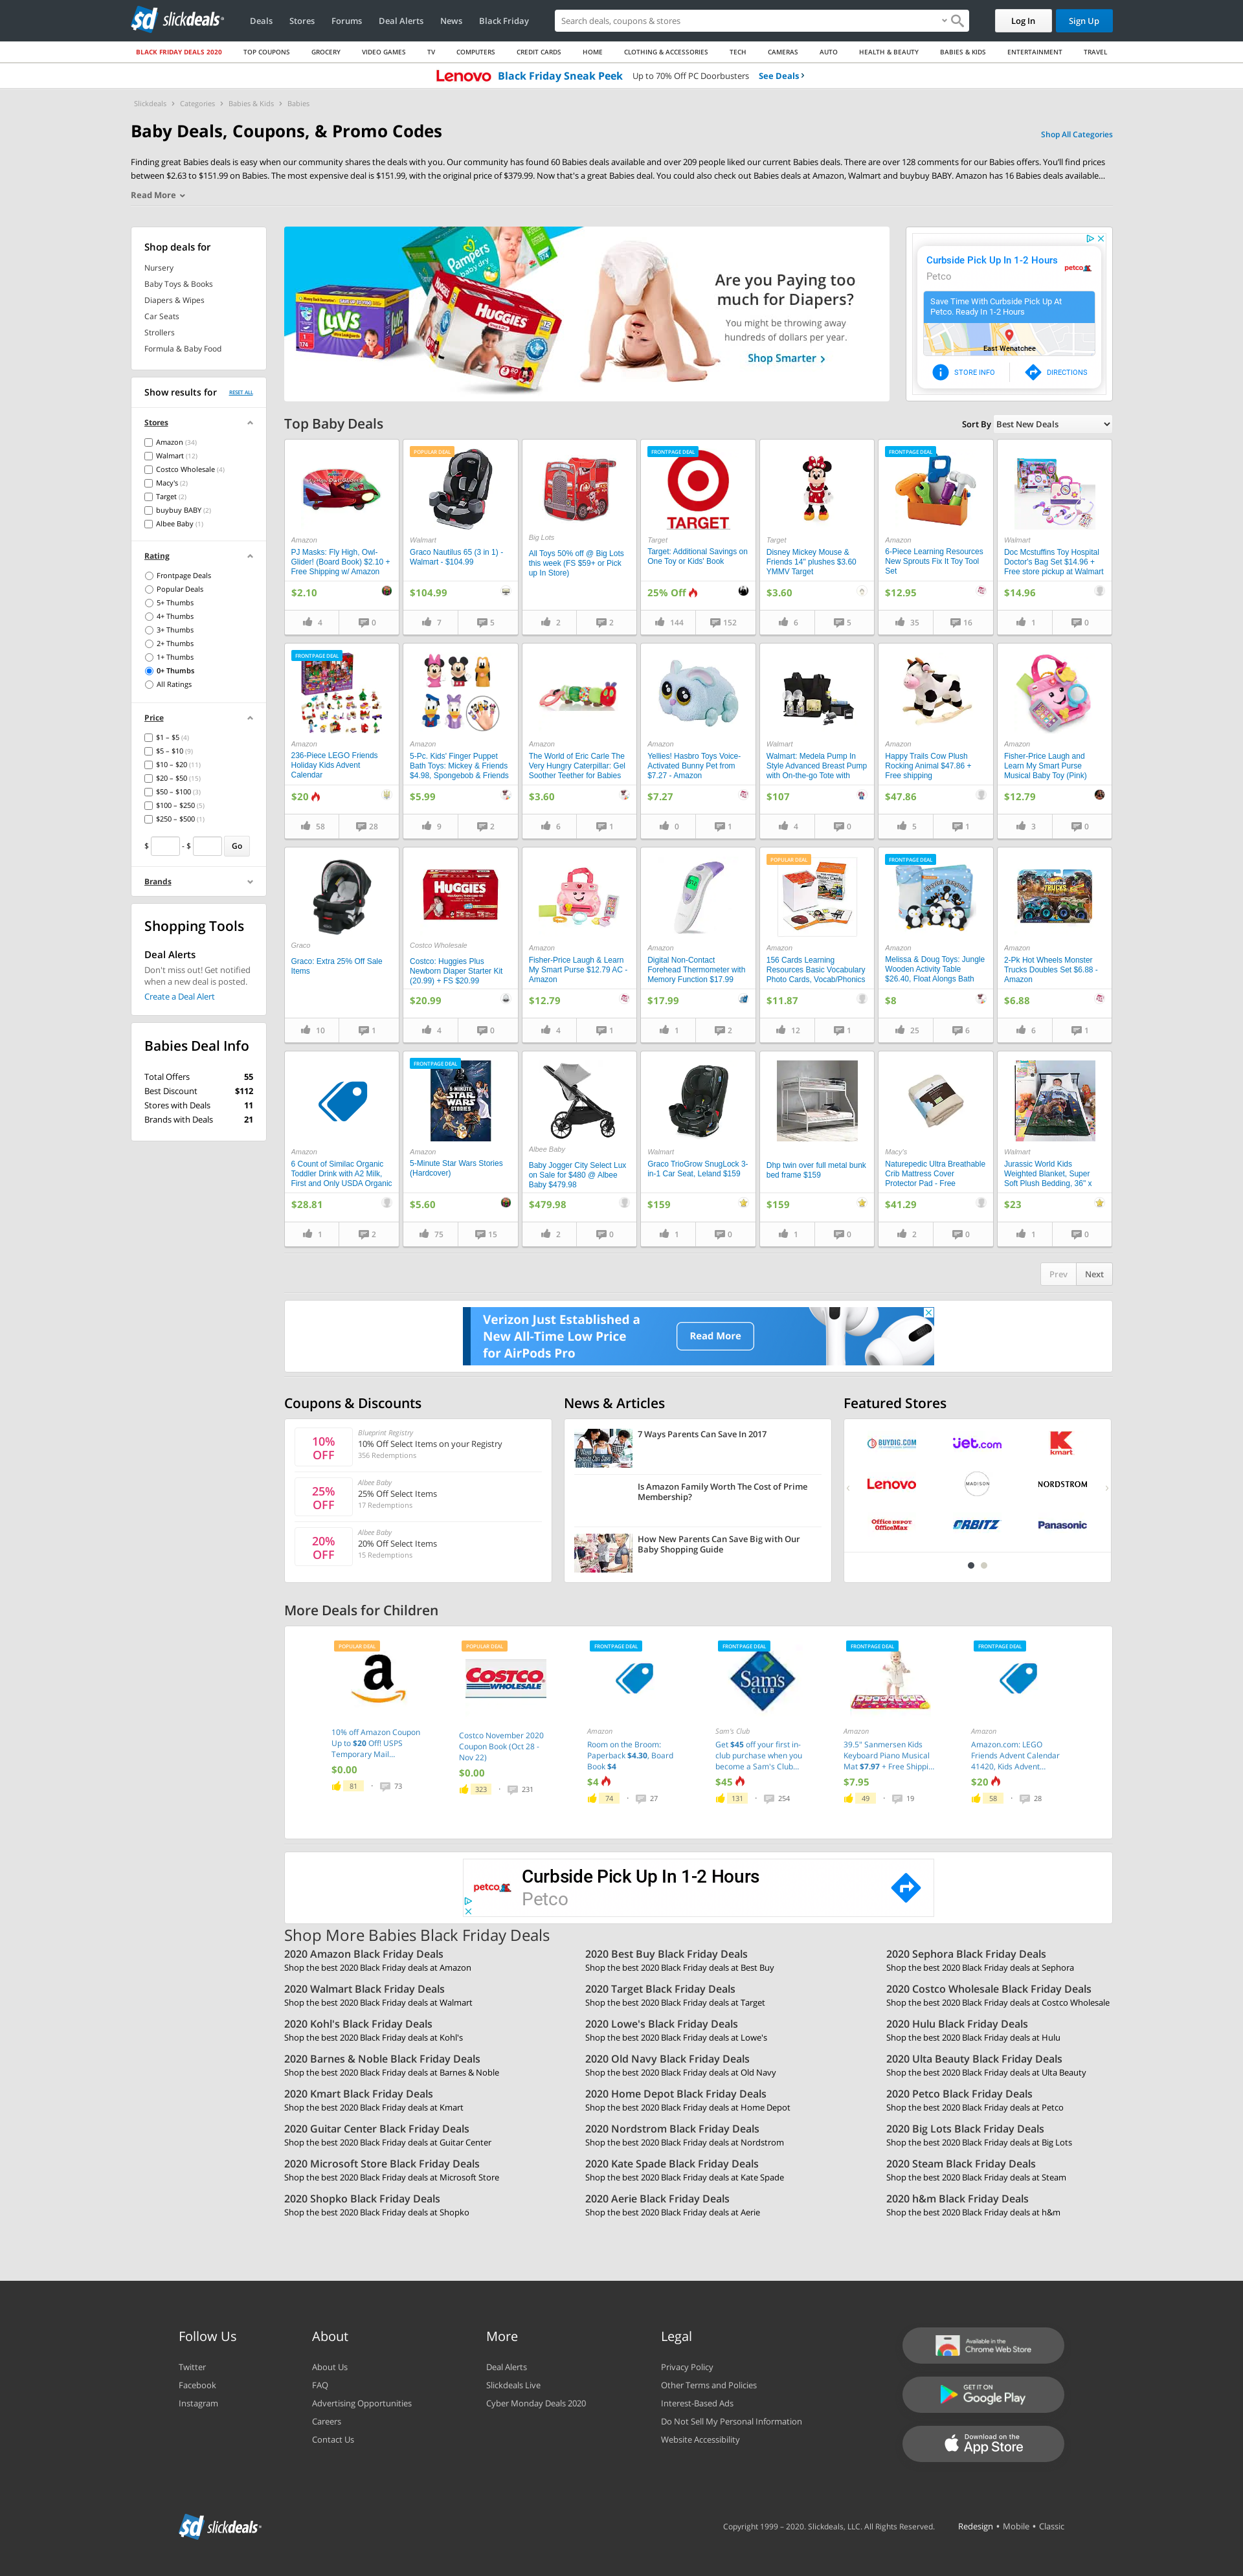 sd slickdeals
Deals
Stores
Forums
Deal Alerts
News
Black Friday
Search deals, coupons & stores
Log In
Sign Up
BLACK FRIDAY DEALS 2020
TOP COUPONS
GROCERY
VIDEO GAMES
TV
COMPUTERS
CREDIT CARDS
HOME
CLOTHING & ACCESSORIES
TECH
CAMERAS
AUTO
HEALTH & BEAUTY
BABIES & KIDS
ENTERTAINMENT
TRAVEL
Lenovo Black Friday Sneak Peek Up to 70% Off PC Doorbusters See Deals
Slickdeals > Categories > Babies & Kids > Babies
Baby Deals, Coupons, & Promo Codes
Shop All Categories
Finding great Babies deals is easy when our community shares the deals with you. Our community has found 60 Babies deals available and over 209 people liked our current Babies deals. There are over 128 comments for our Babies offers. You'll find prices
between $2.63 to $151.99 on Babies. The most expensive deal is $151.99, with the original price of $379.99. Now that's a great Babies deal. You could also check out Babies deals at Amazon, Walmart and buybuy BABY. Amazon has 16 Babies deals available...
Read More
Shop deals for
Nursery
Baby Toys & Books
Diapers & Wipes
Car Seats
Strollers
Formula & Baby Food
Show results for
RESET ALL
Stores
Amazon (34)
Walmart (12)
Costco Wholesale (4)
Macy's (2)
Target (2)
buybuy BABY (2)
Albee Baby (1)
Rating
Frontpage Deals
Popular Deals
5+ Thumbs
4+ Thumbs
3+ Thumbs
2+ Thumbs
1+ Thumbs
0+ Thumbs
All Ratings
Price
$1 – $5 (4)
$5 – $10 (9)
$10 – $20 (11)
$20 – $50 (15)
$50 – $100 (3)
$100 – $250 (5)
$250 – $500 (1)
$ - $ Go
Brands
Shopping Tools
Deal Alerts
Don't miss out! Get notified
when a new deal is posted.
Create a Deal Alert
Babies Deal Info
Total Offers 55
Best Discount $112
Stores with Deals 11
Brands with Deals 21
Pampers
baby dry
Luvs
HUGGIES
Are you Paying too
much for Diapers?
You might be throwing away
hundreds of dollars per year.
Shop Smarter
Curbside Pick Up In 1-2 Hours
Petco
petco
Save Time With Curbside Pick Up At
Petco. Ready In 1-2 Hours
East Wenatchee
STORE INFO
DIRECTIONS
Top Baby Deals
Sort By Best New Deals
Amazon
PJ Masks: Fly High, Owl-
Glider! (Board Book) $2.10 +
Free Shipping w/ Amazon
$2.10
4
0
POPULAR DEAL
Walmart
Graco Nautilus 65 (3 in 1) -
Walmart - $104.99
$104.99
7
5
Big Lots
All Toys 50% off @ Big Lots
this week (FS $59+ or Pick
up In Store)
2
2
FRONTPAGE DEAL
TARGET
Target
Target: Additional Savings on
One Toy or Kids' Book
25% Off
144
152
Target
Disney Mickey Mouse &
Friends 14" plushes $3.60
YMMV Target
$3.60
6
5
FRONTPAGE DEAL
Amazon
6-Piece Learning Resources
New Sprouts Fix It Toy Tool
Set
$12.95
35
16
Walmart
Doc Mcstuffins Toy Hospital
Doctor's Bag Set $14.96 +
Free store pickup at Walmart
$14.96
1
0
FRONTPAGE DEAL
Amazon
236-Piece LEGO Friends
Holiday Kids Advent
Calendar
$20
58
28
Amazon
5-Pc. Kids' Finger Puppet
Bath Toys: Mickey & Friends
$4.98, Spongebob & Friends
$5.99
9
2
Amazon
The World of Eric Carle The
Very Hungry Caterpillar: Gel
Soother Teether for Babies
$3.60
6
1
Amazon
Yellies! Hasbro Toys Voice-
Activated Bunny Pet from
$7.27 - Amazon
$7.27
0
1
Walmart
Walmart: Medela Pump In
Style Advanced Breast Pump
with On-the-go Tote with
$107
4
0
Amazon
Happy Trails Cow Plush
Rocking Animal $47.86 +
Free shipping
$47.86
5
1
Amazon
Fisher-Price Laugh and
Learn My Smart Purse
Musical Baby Toy (Pink)
$12.79
3
0
Graco
Graco: Extra 25% Off Sale
Items
10
1
HUGGIES
Costco Wholesale
Costco: Huggies Plus
Newborn Diaper Starter Kit
(20.99) + FS $20.99
$20.99
4
0
Amazon
Fisher-Price Laugh & Learn
My Smart Purse $12.79 AC -
Amazon
$12.79
4
1
Amazon
Digital Non-Contact
Forehead Thermometer with
Memory Function $17.99
$17.99
1
2
POPULAR DEAL
Amazon
156 Cards Learning
Resources Basic Vocabulary
Photo Cards, Vocab/Phonics
$11.87
12
1
FRONTPAGE DEAL
Amazon
Melissa & Doug Toys: Jungle
Wooden Activity Table
$26.40, Float Alongs Bath
$8
25
6
Amazon
2-Pk Hot Wheels Monster
Trucks Doubles Set $6.88 -
Amazon
$6.88
6
1
Amazon
6 Count of Similac Organic
Toddler Drink with A2 Milk,
First and Only USDA Organic
$28.81
1
2
FRONTPAGE DEAL
5-MINUTE STAR WARS STORIES
Amazon
5-Minute Star Wars Stories
(Hardcover)
$5.60
75
15
Albee Baby
Baby Jogger City Select Lux
on Sale for $480 @ Albee
Baby $479.98
$479.98
2
0
Walmart
Graco TrioGrow SnugLock 3-
in-1 Car Seat, Leland $159
$159
1
0
Dhp twin over full metal bunk
bed frame $159
$159
1
0
Macy's
Naturepedic Ultra Breathable
Crib Mattress Cover
Protector Pad - Free
$41.29
2
0
Walmart
Jurassic World Kids
Weighted Blanket, Super
Soft Plush Bedding, 36" x
$23
1
0
Prev
Next
Verizon Just Established a
New All-Time Low Price
for AirPods Pro
Read More
Coupons & Discounts
10%
OFF
Blueprint Registry
10% Off Select Items on your Registry
356 Redemptions
25%
OFF
Albee Baby
25% Off Select Items
17 Redemptions
20%
OFF
Albee Baby
20% Off Select Items
15 Redemptions
News & Articles
7 Ways Parents Can Save In 2017
Is Amazon Family Worth The Cost of Prime
Membership?
How New Parents Can Save Big with Our
Baby Shopping Guide
Featured Stores
BUYDIG.COM
Jet.com
kmart
Lenovo
MADISON
NORDSTROM
Office DEPOT
OfficeMax
ORBITZ
Panasonic
More Deals for Children
POPULAR DEAL
10% off Amazon Coupon
Up to $20 Off! USPS
Temporary Mail...
$0.00
81
73
POPULAR DEAL
COSTCO
WHOLESALE
Costco November 2020
Coupon Book (Oct 28 -
Nov 22)
$0.00
323
231
FRONTPAGE DEAL
Amazon
Room on the Broom:
Paperback $4.30, Board
Book $4
$4
74
27
FRONTPAGE DEAL
Sam's
CLUB
Sam's Club
Get $45 off your first in-
club purchase when you
become a Sam's Club...
$45
131
254
FRONTPAGE DEAL
Amazon
39.5" Sanmersen Kids
Keyboard Piano Musical
Mat $7.97 + Free Shippi...
$7.95
49
19
FRONTPAGE DEAL
Amazon
Amazon.com: LEGO
Friends Advent Calendar
41420, Kids Advent...
$20
58
28
petco
Curbside Pick Up In 1-2 Hours
Petco
Shop More Babies Black Friday Deals
2020 Amazon Black Friday Deals
Shop the best 2020 Black Friday deals at Amazon
2020 Best Buy Black Friday Deals
Shop the best 2020 Black Friday deals at Best Buy
2020 Sephora Black Friday Deals
Shop the best 2020 Black Friday deals at Sephora
2020 Walmart Black Friday Deals
Shop the best 2020 Black Friday deals at Walmart
2020 Target Black Friday Deals
Shop the best 2020 Black Friday deals at Target
2020 Costco Wholesale Black Friday Deals
Shop the best 2020 Black Friday deals at Costco Wholesale
2020 Kohl's Black Friday Deals
Shop the best 2020 Black Friday deals at Kohl's
2020 Lowe's Black Friday Deals
Shop the best 2020 Black Friday deals at Lowe's
2020 Hulu Black Friday Deals
Shop the best 2020 Black Friday deals at Hulu
2020 Barnes & Noble Black Friday Deals
Shop the best 2020 Black Friday deals at Barnes & Noble
2020 Old Navy Black Friday Deals
Shop the best 2020 Black Friday deals at Old Navy
2020 Ulta Beauty Black Friday Deals
Shop the best 2020 Black Friday deals at Ulta Beauty
2020 Kmart Black Friday Deals
Shop the best 2020 Black Friday deals at Kmart
2020 Home Depot Black Friday Deals
Shop the best 2020 Black Friday deals at Home Depot
2020 Petco Black Friday Deals
Shop the best 2020 Black Friday deals at Petco
2020 Guitar Center Black Friday Deals
Shop the best 2020 Black Friday deals at Guitar Center
2020 Nordstrom Black Friday Deals
Shop the best 2020 Black Friday deals at Nordstrom
2020 Big Lots Black Friday Deals
Shop the best 2020 Black Friday deals at Big Lots
2020 Microsoft Store Black Friday Deals
Shop the best 2020 Black Friday deals at Microsoft Store
2020 Kate Spade Black Friday Deals
Shop the best 2020 Black Friday deals at Kate Spade
2020 Steam Black Friday Deals
Shop the best 2020 Black Friday deals at Steam
2020 Shopko Black Friday Deals
Shop the best 2020 Black Friday deals at Shopko
2020 Aerie Black Friday Deals
Shop the best 2020 Black Friday deals at Aerie
2020 h&m Black Friday Deals
Shop the best 2020 Black Friday deals at h&m
Follow Us
Twitter
Facebook
Instagram
About
About Us
FAQ
Advertising Opportunities
Careers
Contact Us
More
Deal Alerts
Slickdeals Live
Cyber Monday Deals 2020
Legal
Privacy Policy
Other Terms and Policies
Interest-Based Ads
Do Not Sell My Personal Information
Website Accessibility
Available in the
Chrome Web Store
GET IT ON
Google Play
Download on the
App Store
sd slickdeals
Copyright 1999 – 2020. Slickdeals, LLC. All Rights Reserved.
Redesign • Mobile • Classic